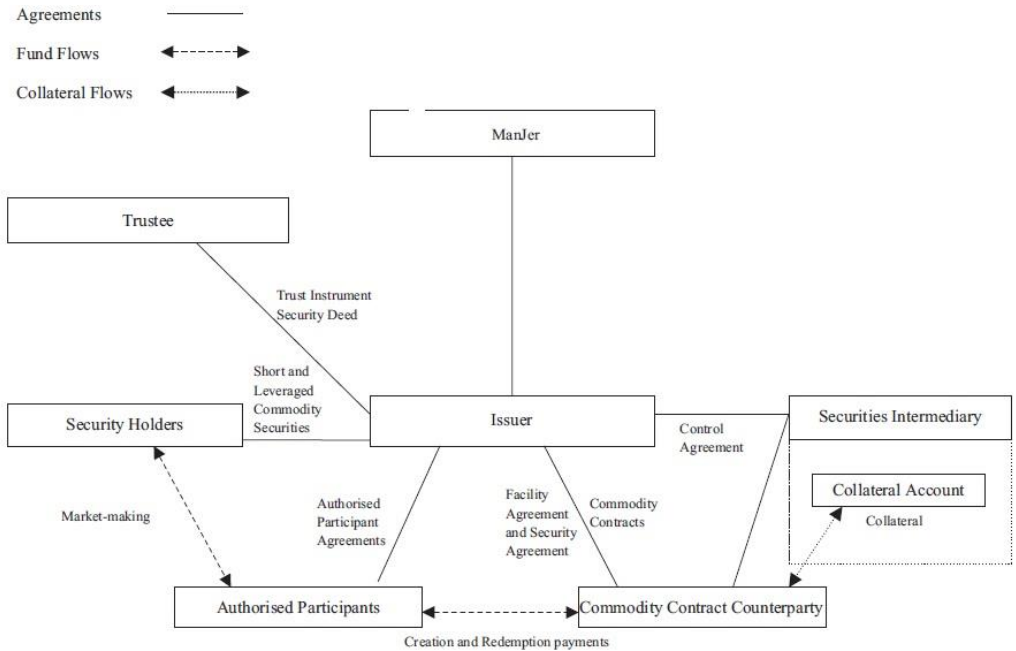 Agreements
Fund Flows
Collateral Flows
ManJer
Trustee
Trust Instrument
Security Deed
Short and
Leveraged
Commodity
Securities
Security Holders
Issuer
Securities Intermediary
Control
Agreement
Collateral Account
Collateral
Market-making
Authorised
Participant
Agreements
Facility
Agreement
and Security
Agreement
Commodity
Contracts
Authorised Participants
Commodity Contract Counterparty
Creation and Redemption payments